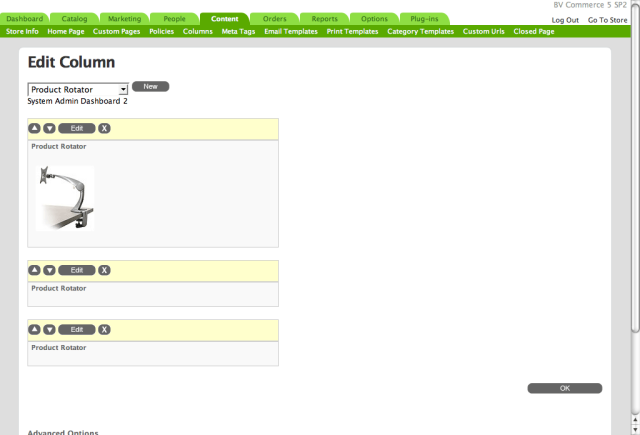 BV Commerce 5 SP2
Dashboard Catalog Marketing People Content Orders Reports Options Plug-ins
Log Out Go To Store
Store Info Home Page Custom Pages Policies Columns Meta Tags Email Templates Print Templates Category Templates Custom Urls Closed Page
Edit Column
Product Rotator New
System Admin Dashboard 2
Edit X
Product Rotator
Edit X
Product Rotator
Edit X
Product Rotator
OK
Advanced Options